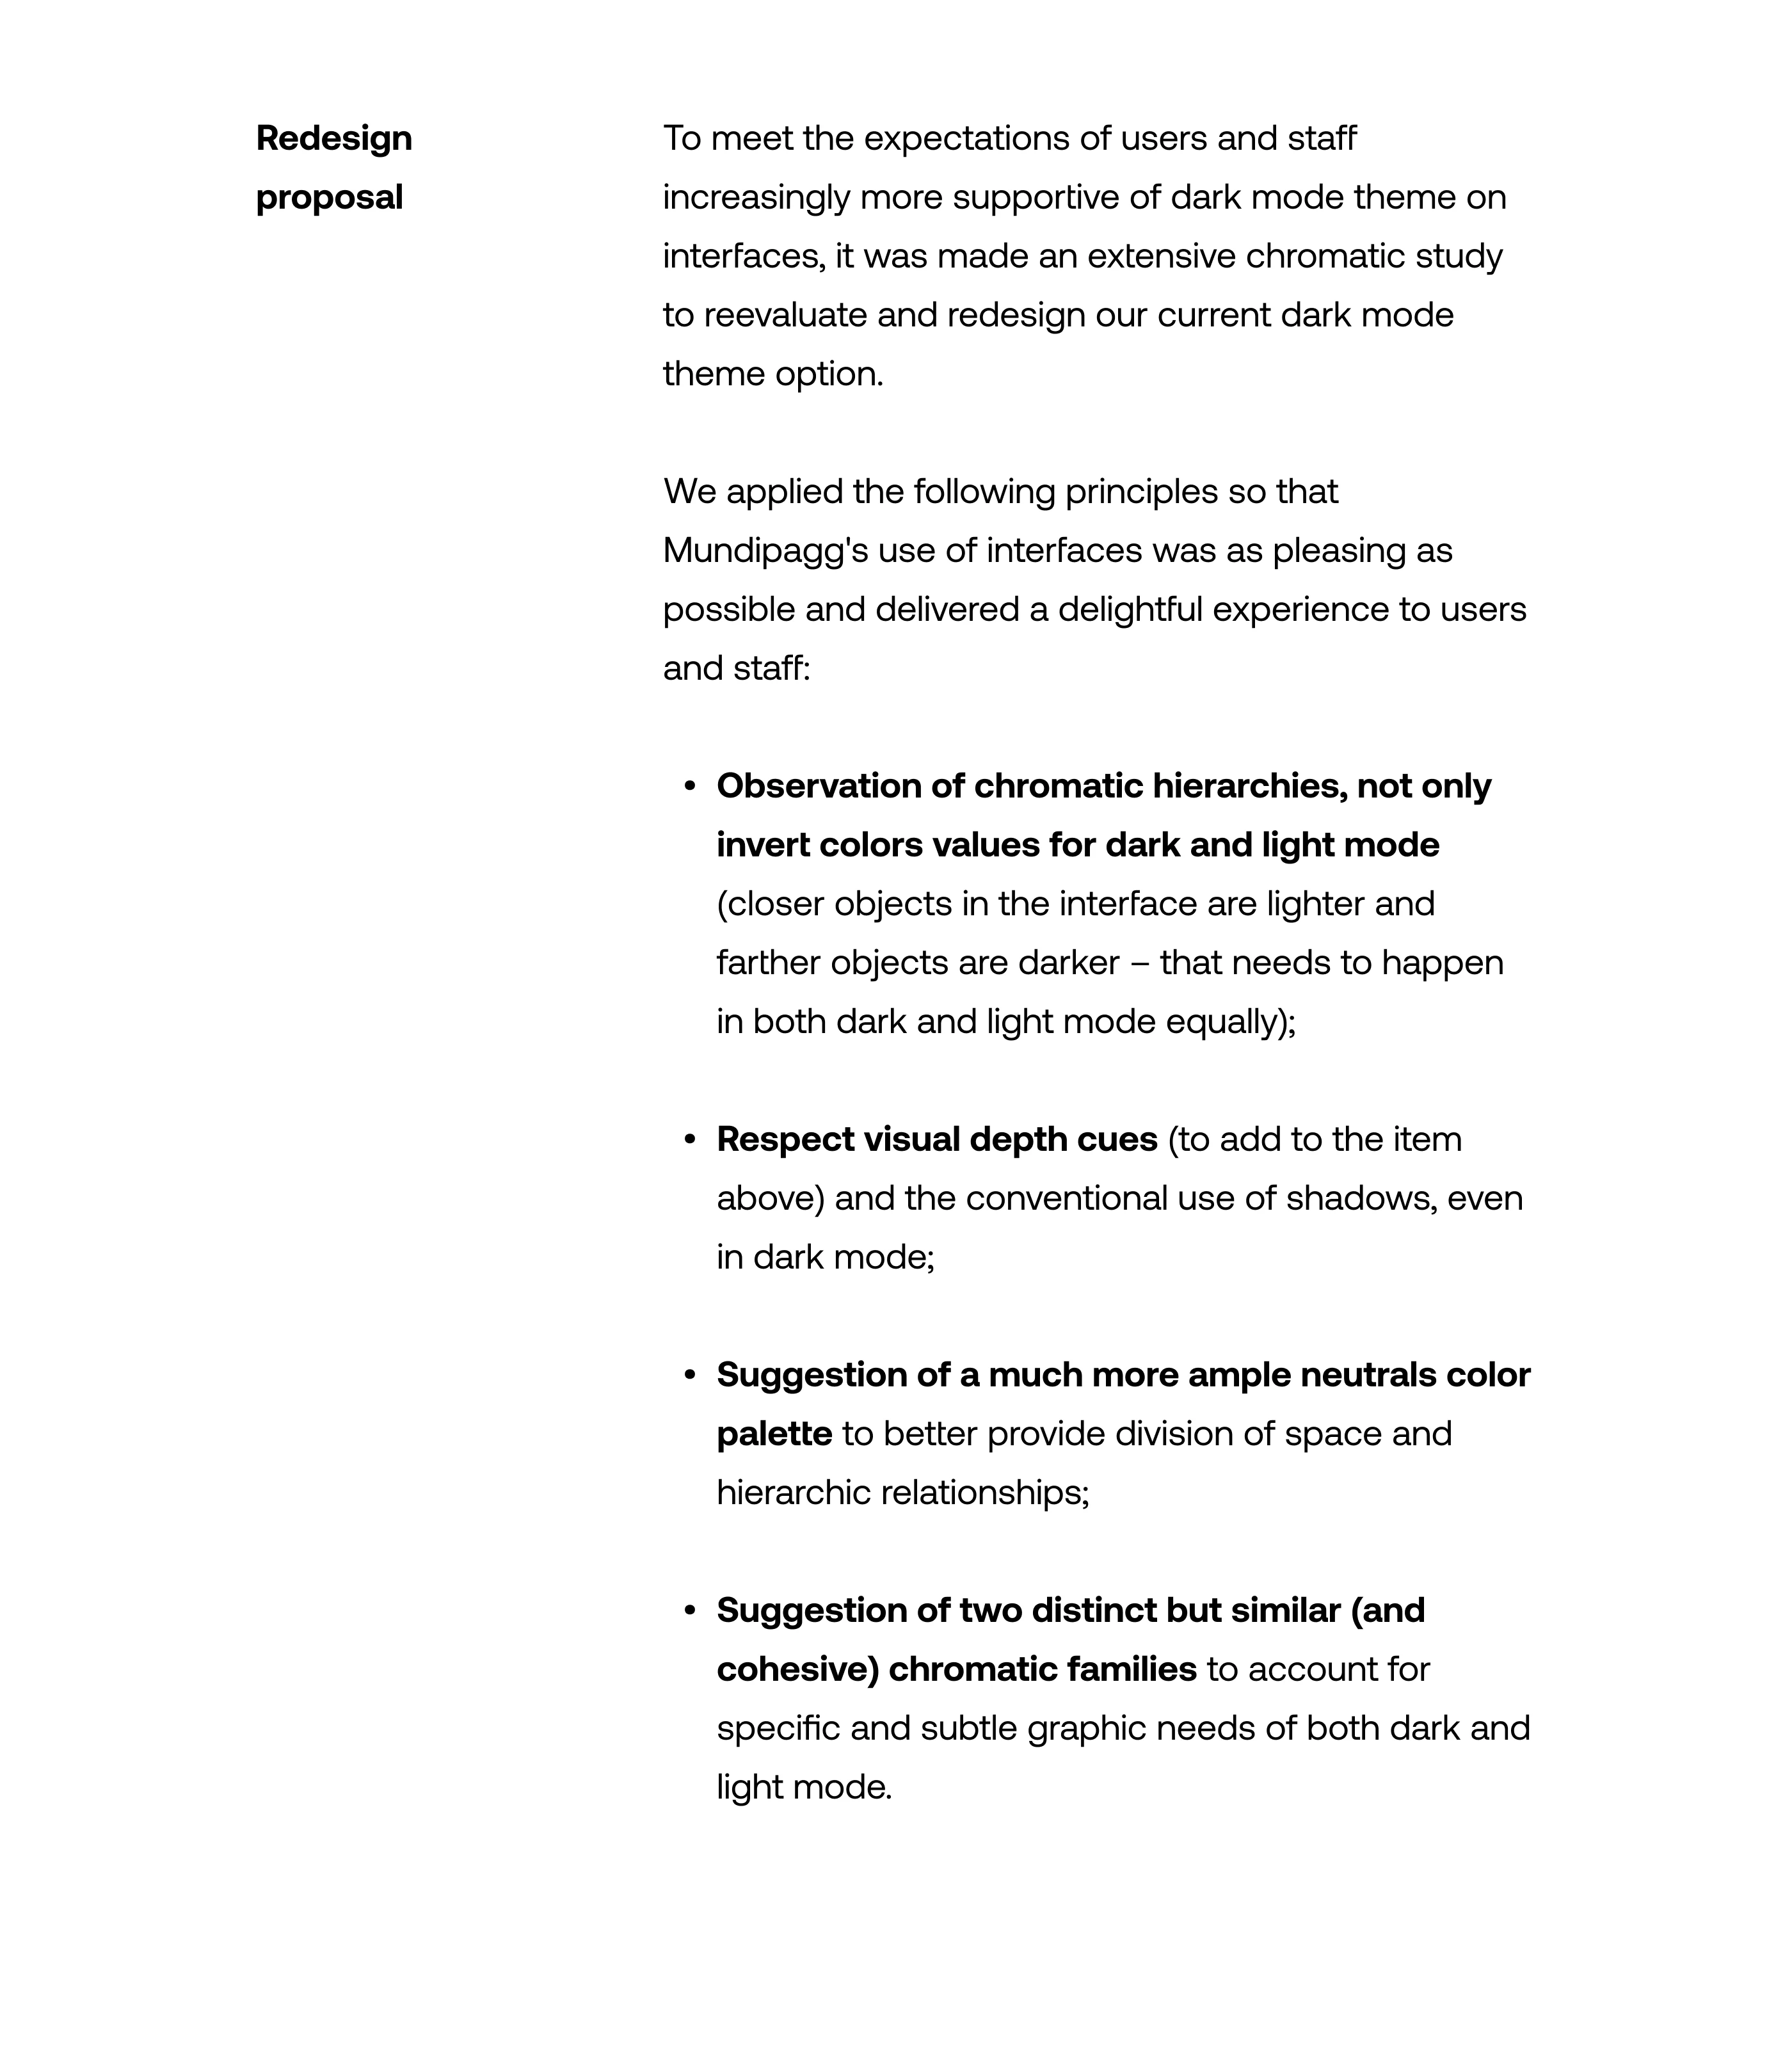 Redesign
proposal
To meet the expectations of users and staff
increasingly more supportive of dark mode theme on
interfaces, it was made an extensive chromatic study
to reevaluate and redesign our current dark mode
theme option.
We applied the following principles so that
Mundipagg's use of interfaces was as pleasing as
possible and delivered a delightful experience to users
and staff:
• Observation of chromatic hierarchies, not only
invert colors values for dark and light mode
(closer objects in the interface are lighter and
farther objects are darker – that needs to happen
in both dark and light mode equally);
• Respect visual depth cues (to add to the item
above) and the conventional use of shadows, even
in dark mode;
• Suggestion of a much more ample neutrals color
palette to better provide division of space and
hierarchic relationships;
• Suggestion of two distinct but similar (and
cohesive) chromatic families to account for
specific and subtle graphic needs of both dark and
light mode.